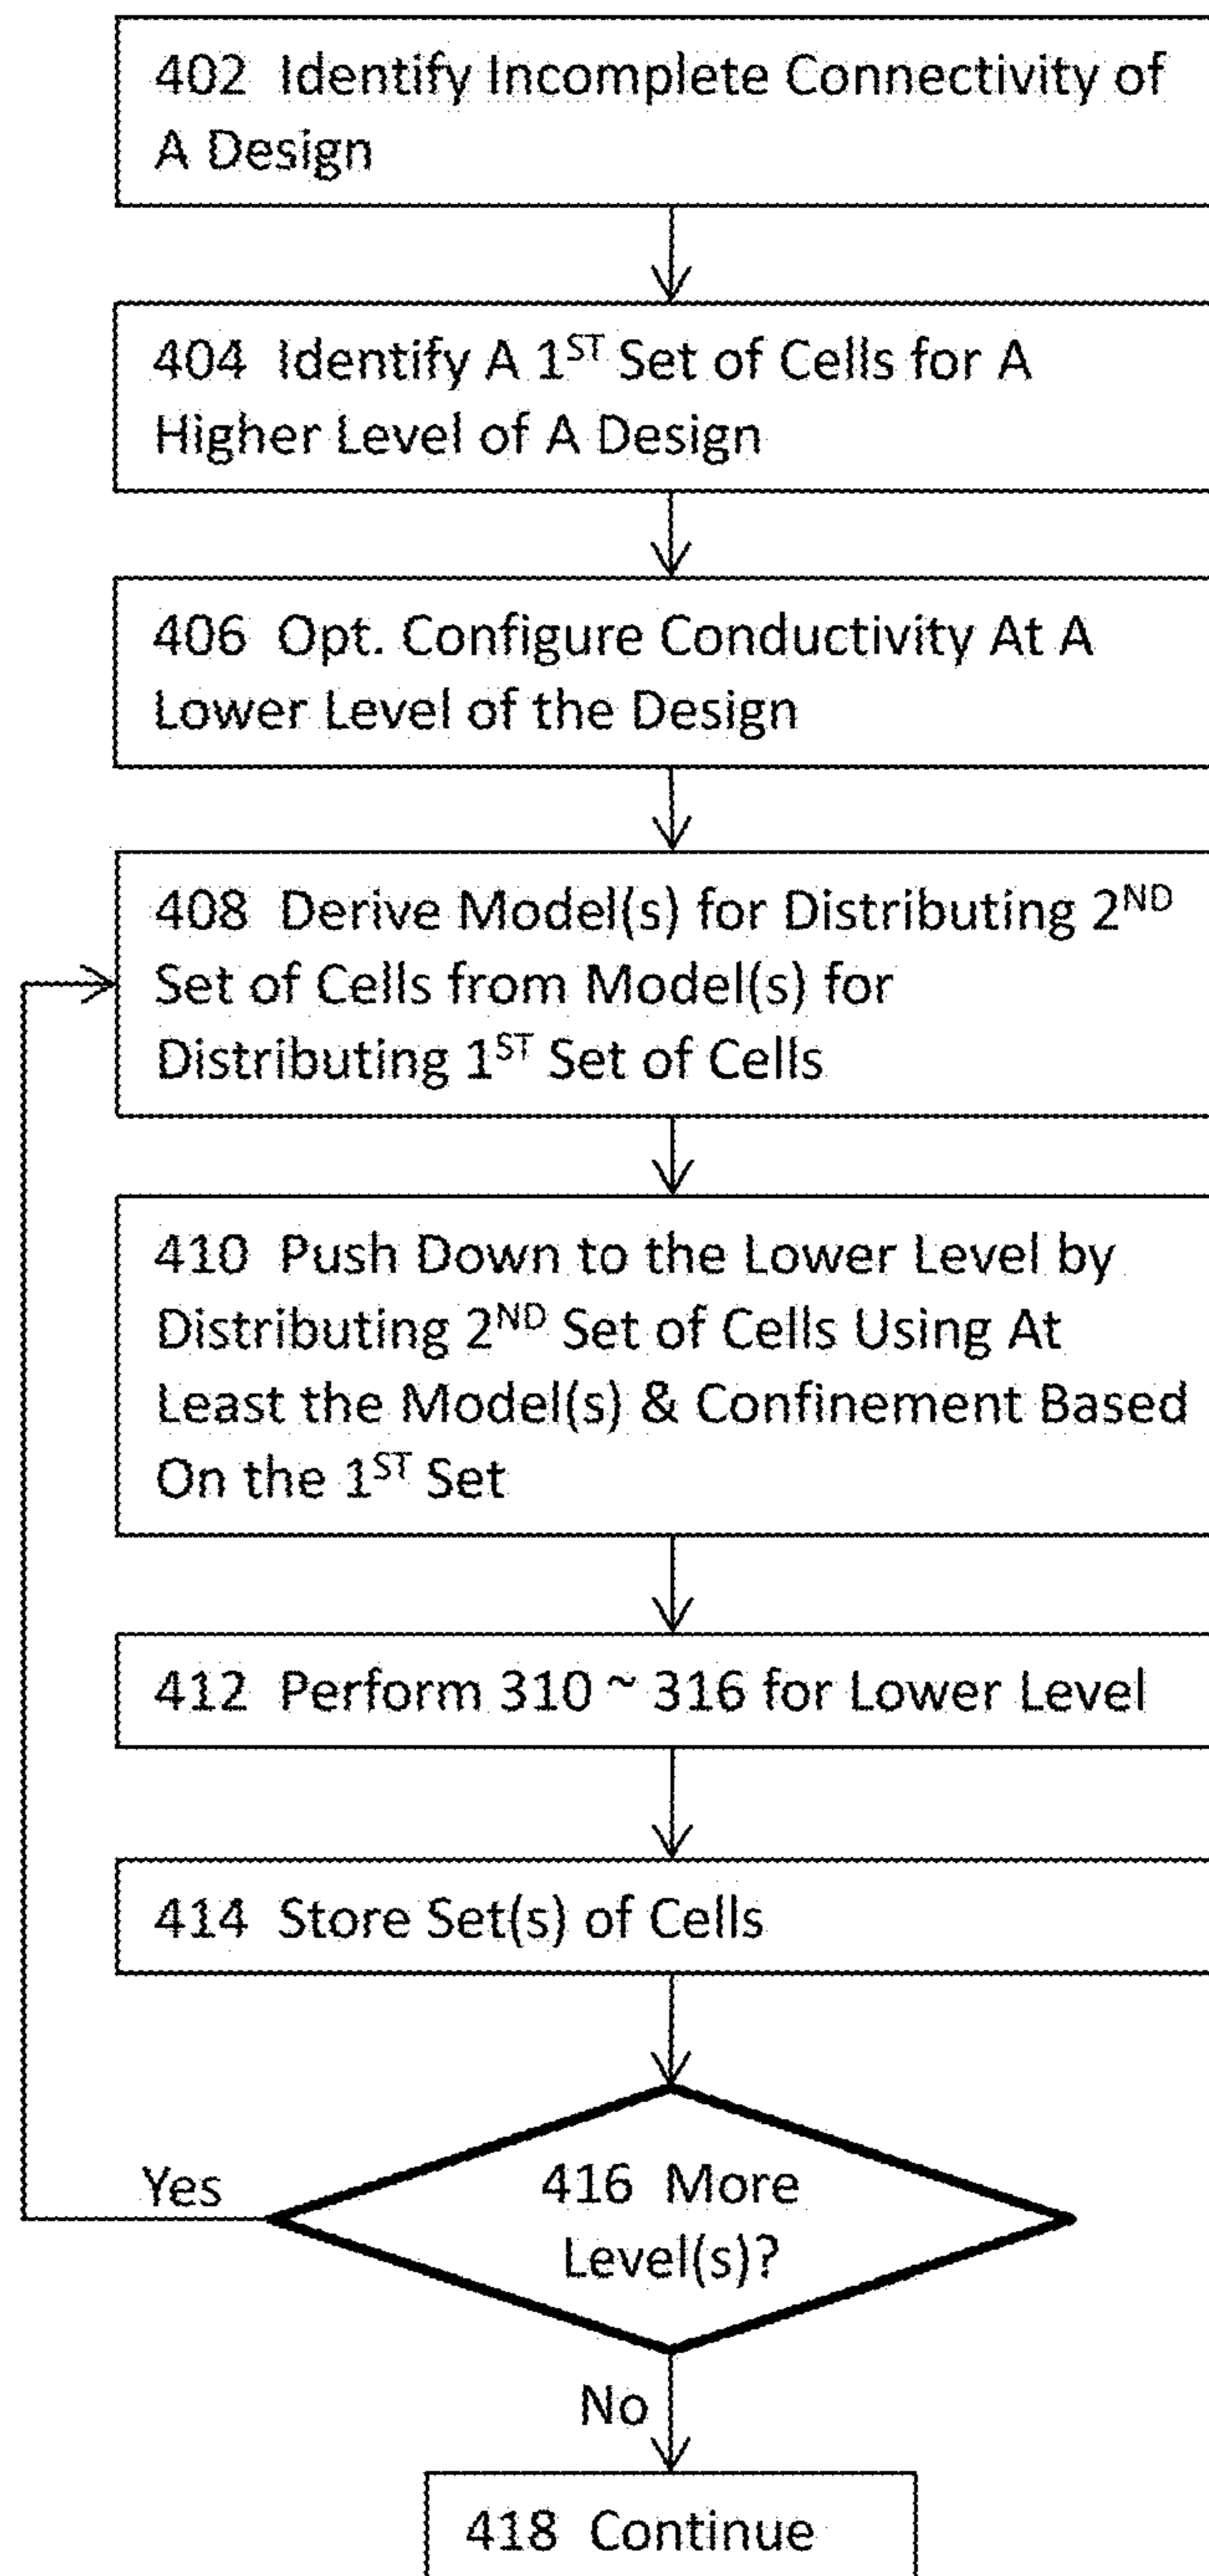 402 Identify Incomplete Connectivity of
A Design
404 Identify A 1ST Set of Cells for A
Higher Level of A Design
406 Opt. Configure Conductivity At A
Lower Level of the Design
408 Derive Model(s) for Distributing 2ND
Set of Cells from Model(s) for
Distributing 1ST Set of Cells
410 Push Down to the Lower Level by
Distributing 2ND Set of Cells Using At
Least the Model(s) & Confinement Based
On the 1ST Set
412 Perform 310 ~ 316 for Lower Level
414 Store Set(s) of Cells
Yes
416 More
Level(s)?
No
418 Continue